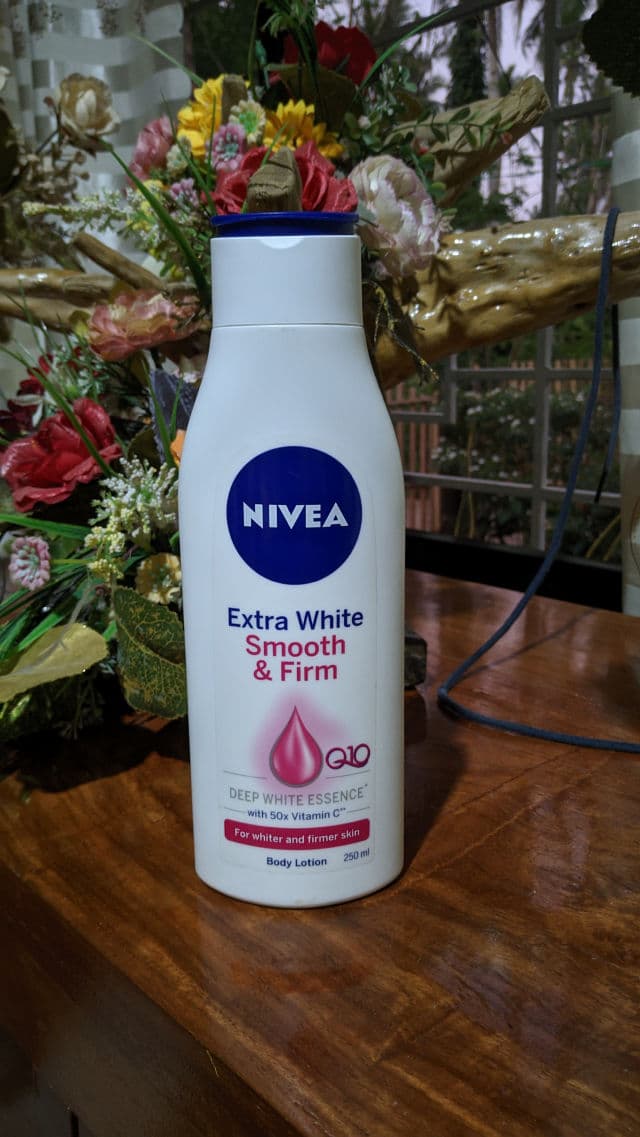 NIVEA
Extra White
Smooth
& Firm
Q10
DEEP WHITE ESSENCE*
with 50x Vitamin C**
For whiter and firmer skin
Body Lotion 250 ml